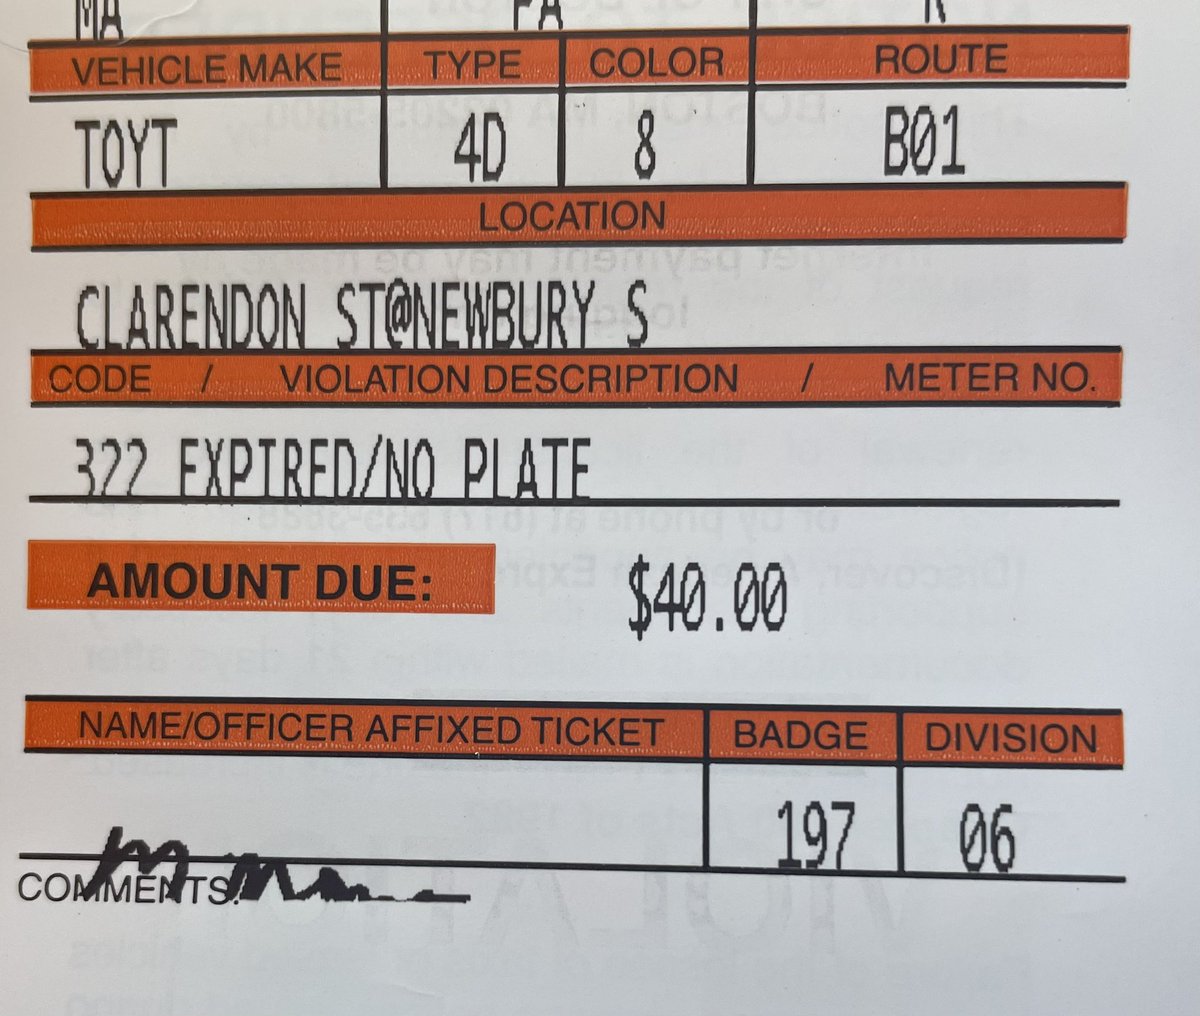 MA PA R
VEHICLE MAKE TYPE COLOR ROUTE
TOYT 4D 8 B01
LOCATION
CLARENDON ST@NEWBURY S
CODE / VIOLATION DESCRIPTION / METER NO.
322 EXPIRED/NO PLATE
AMOUNT DUE: $40.00
NAME/OFFICER AFFIXED TICKET BADGE DIVISION
197 06
COMMENTS: